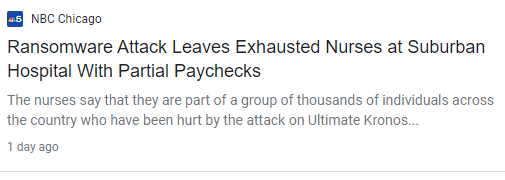 5 NBC Chicago
Ransomware Attack Leaves Exhausted Nurses at Suburban
Hospital With Partial Paychecks
The nurses say that they are part of a group of thousands of individuals across
the country who have been hurt by the attack on Ultimate Kronos...
1 day ago